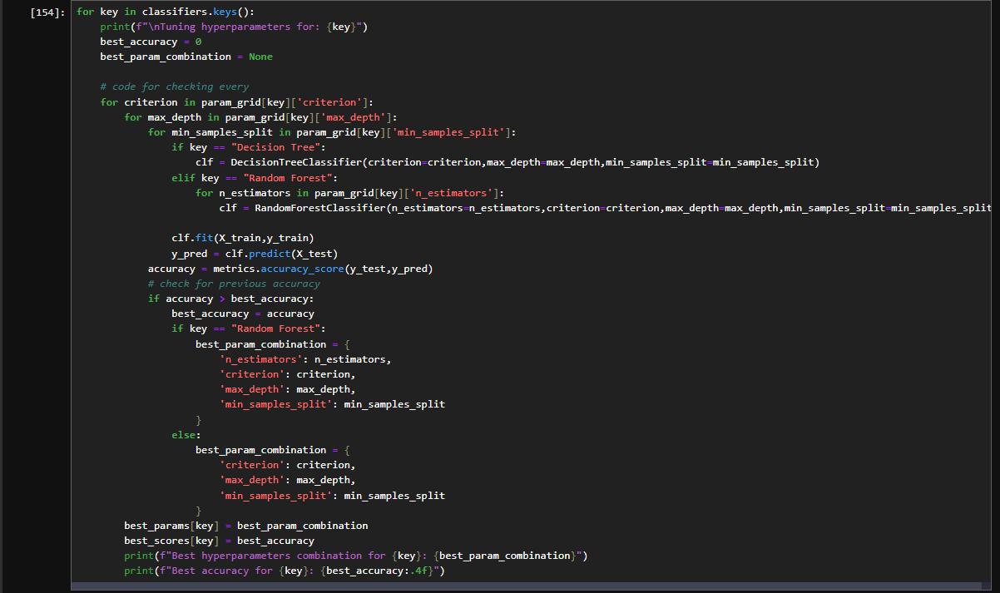 [154]: for key in classifiers.keys():
    print(f"\nTuning hyperparameters for: {key}")
    best_accuracy = 0
    best_param_combination = None

    # code for checking every
    for criterion in param_grid[key]['criterion']:
        for max_depth in param_grid[key]['max_depth']:
            for min_samples_split in param_grid[key]['min_samples_split']:
                if key == "Decision Tree":
                    clf = DecisionTreeClassifier(criterion=criterion,max_depth=max_depth,min_samples_split=min_samples_split)
                elif key == "Random Forest":
                    for n_estimators in param_grid[key]['n_estimators']:
                        clf = RandomForestClassifier(n_estimators=n_estimators,criterion=criterion,max_depth=max_depth,min_samples_split=min_samples_split

                clf.fit(X_train,y_train)
                y_pred = clf.predict(X_test)
            accuracy = metrics.accuracy_score(y_test,y_pred)
            # check for previous accuracy
            if accuracy > best_accuracy:
                best_accuracy = accuracy
                if key == "Random Forest":
                    best_param_combination = {
                        'n_estimators': n_estimators,
                        'criterion': criterion,
                        'max_depth': max_depth,
                        'min_samples_split': min_samples_split
                    }
                else:
                    best_param_combination = {
                        'criterion': criterion,
                        'max_depth': max_depth,
                        'min_samples_split': min_samples_split
                    }
        best_params[key] = best_param_combination
        best_scores[key] = best_accuracy
        print(f"Best hyperparameters combination for {key}: {best_param_combination}")
        print(f"Best accuracy for {key}: {best_accuracy:.4f}")